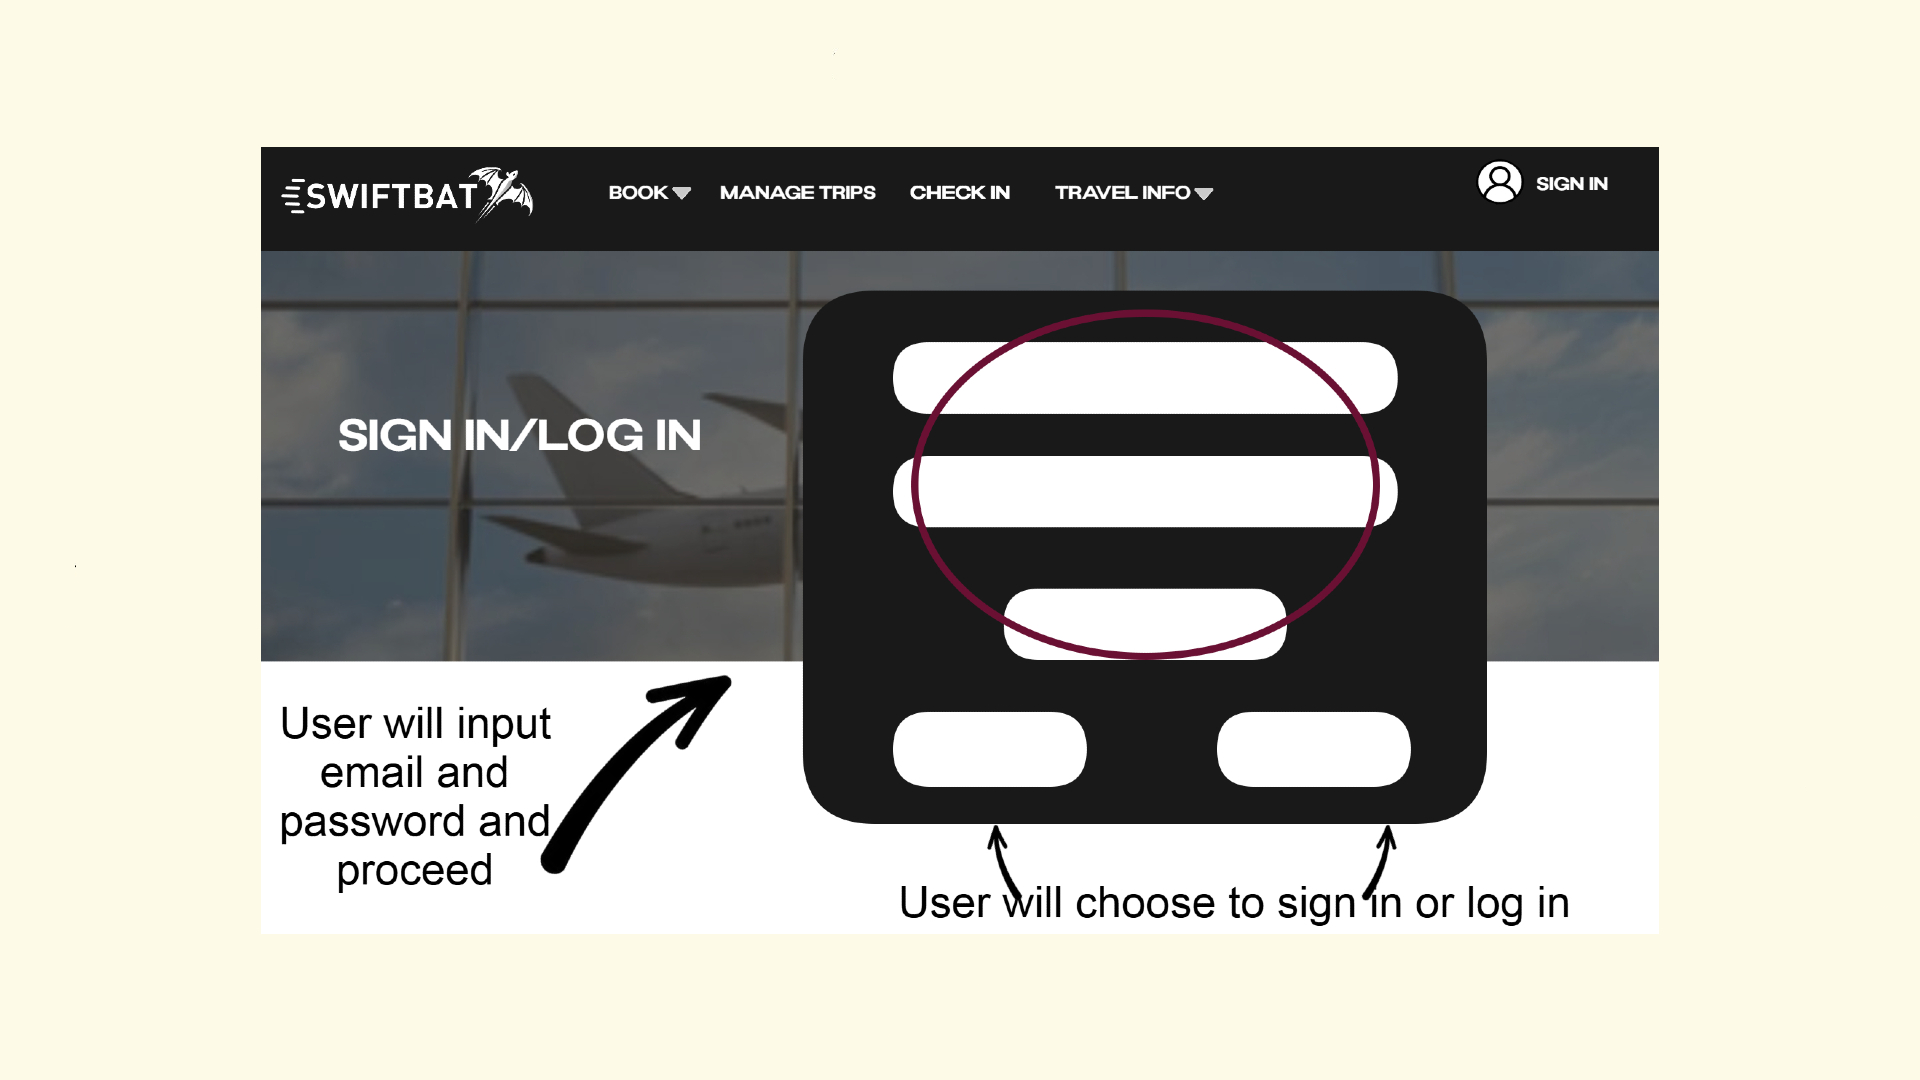 SWIFTBAT
BOOK
MANAGE TRIPS
CHECK IN
TRAVEL INFO
SIGN IN
SIGN IN/LOG IN
User will input
email and
password and
proceed
User will choose to sign in or log in